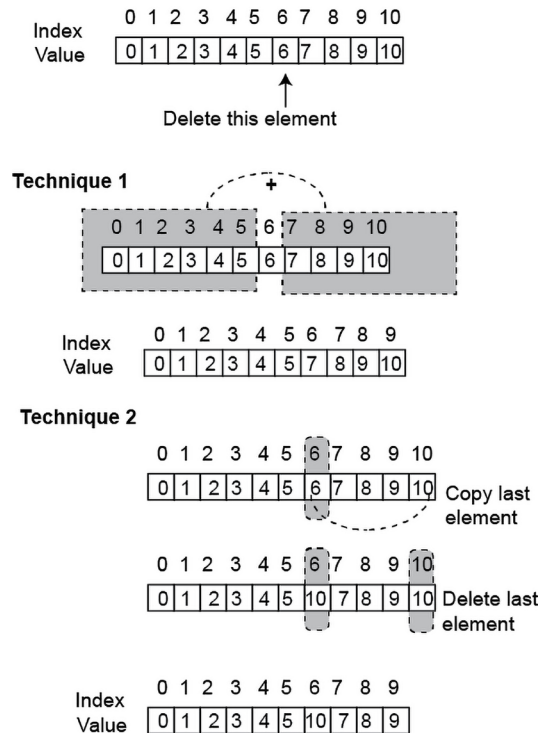 0 1 2 3 4 5 6 7 8 9 10
Index
Value
0 1 2 3 4 5 6 7 8 9 10
Delete this element
Technique 1
+
0 1 2 3 4 5 6 7 8 9 10
0 1 2 3 4 5 6 7 8 9 10
0 1 2 3 4 5 6 7 8 9
Index
Value
0 1 2 3 4 5 7 8 9 10
Technique 2
0 1 2 3 4 5 6 7 8 9 10
0 1 2 3 4 5 6 7 8 9 10
Copy last
element
0 1 2 3 4 5 6 7 8 9 10
0 1 2 3 4 5 10 7 8 9 10
Delete last
element
0 1 2 3 4 5 6 7 8 9
Index
Value
0 1 2 3 4 5 10 7 8 9